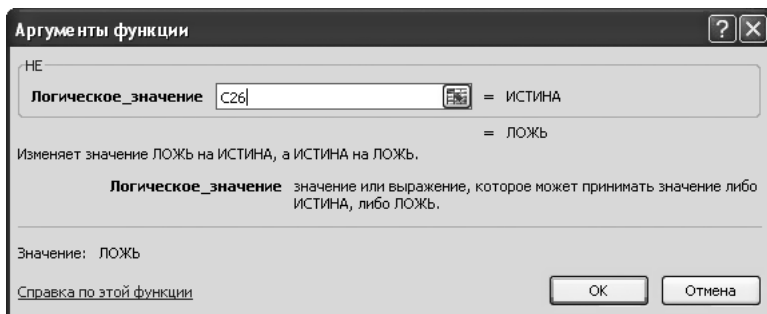 Аргументы функции
НЕ
Логическое_значение C26 = ИСТИНА
= ЛОЖЬ
Изменяет значение ЛОЖЬ на ИСТИНА, а ИСТИНА на ЛОЖЬ.
Логическое_значение значение или выражение, которое может принимать значение либо
ИСТИНА, либо ЛОЖЬ.
Значение: ЛОЖЬ
Справка по этой функции ОК Отмена